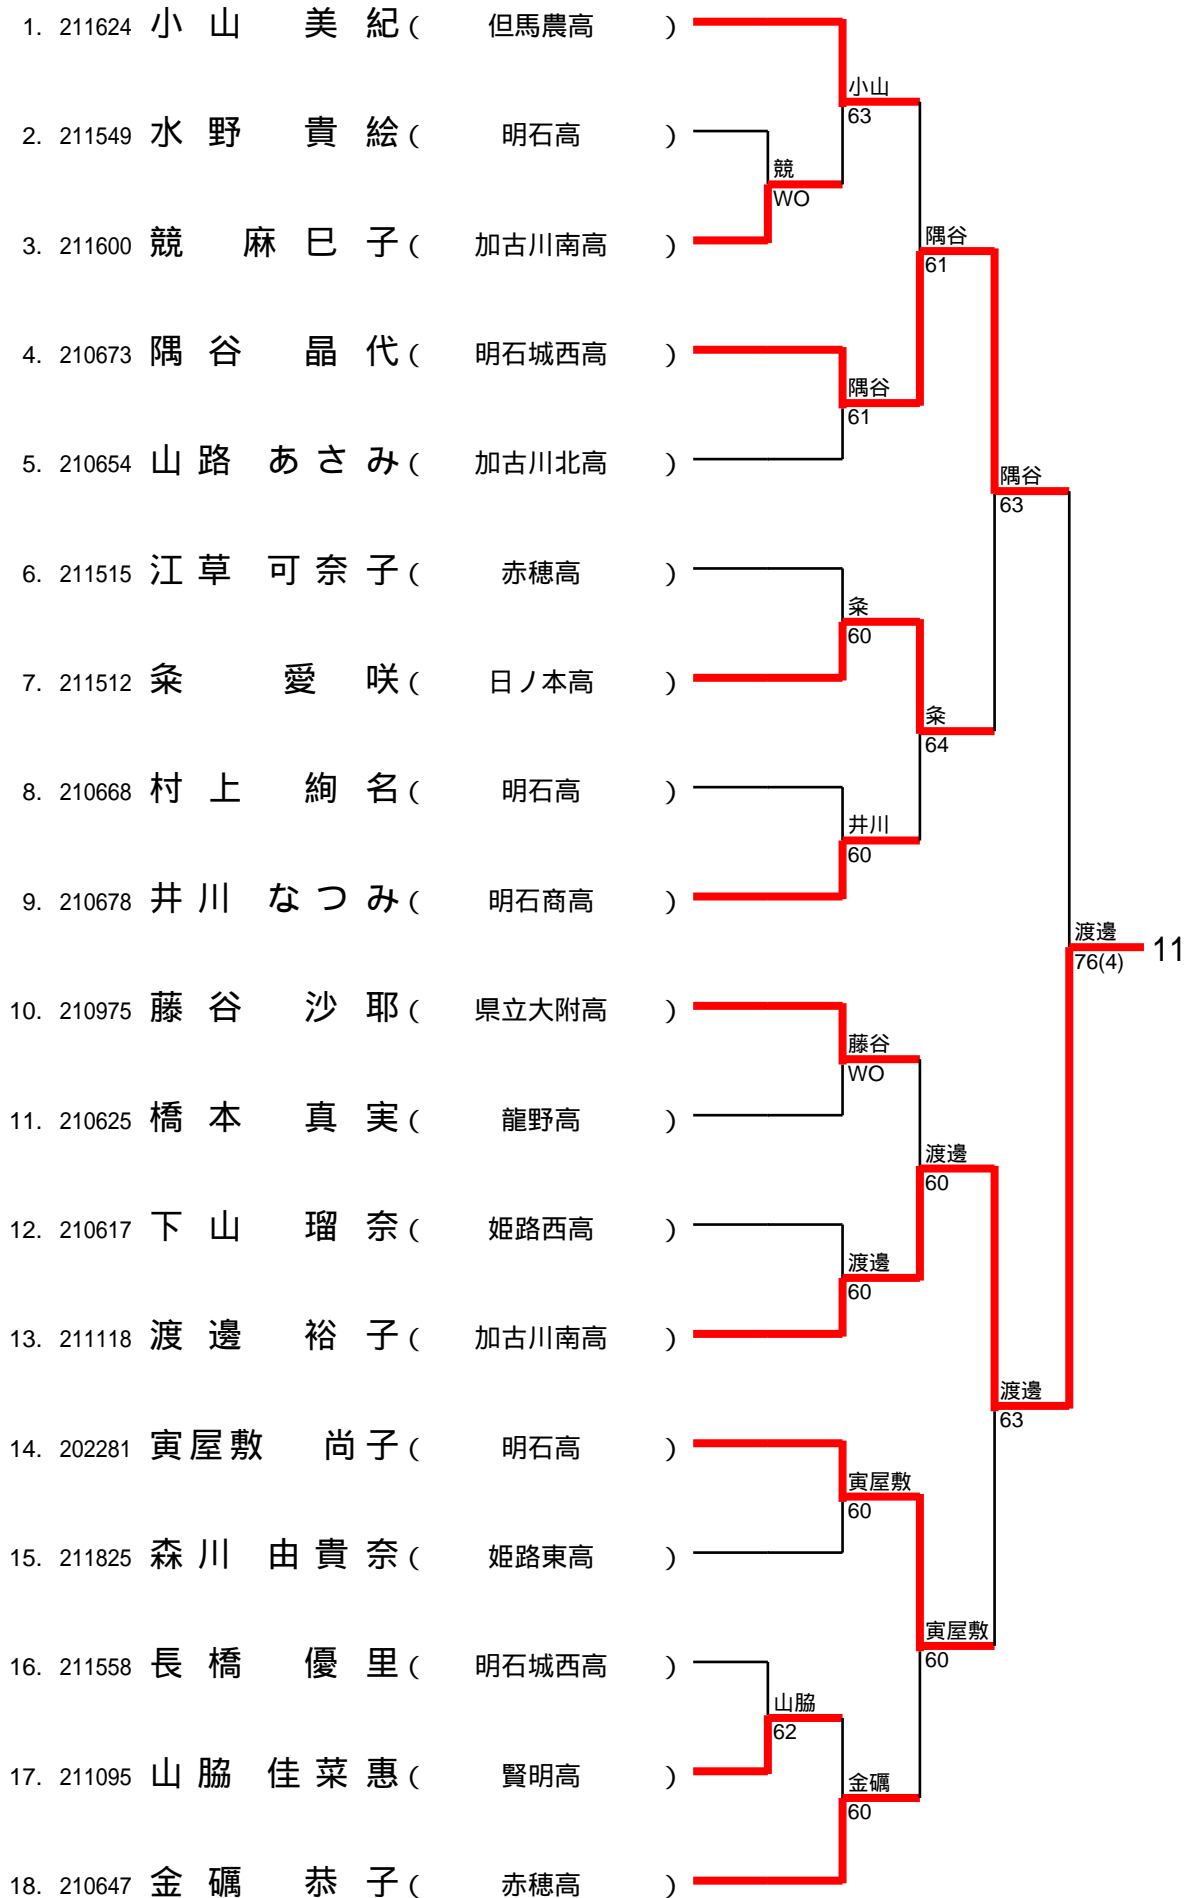 1. 211624 小山 美紀 ( 但馬農高 )
小山
63
2. 211549 水野 貴絵 ( 明石高 )
競
WO
3. 211600 競 麻巳子 ( 加古川南高 )
隅谷
61
4. 210673 隅谷 晶代 ( 明石城西高 )
隅谷
61
5. 210654 山路 あさみ ( 加古川北高 )
隅谷
63
6. 211515 江草 可奈子 ( 赤穂高 )
粂
60
7. 211512 粂 愛咲 ( 日ノ本高 )
粂
64
8. 210668 村上 絢名 ( 明石高 )
井川
60
9. 210678 井川 なつみ ( 明石商高 )
渡邊
76(4) 11
10. 210975 藤谷 沙耶 ( 県立大附高 )
藤谷
WO
11. 210625 橋本 真実 ( 龍野高 )
渡邊
60
12. 210617 下山 瑠奈 ( 姫路西高 )
渡邊
60
13. 211118 渡邊 裕子 ( 加古川南高 )
渡邊
63
14. 202281 寅屋敷 尚子 ( 明石高 )
寅屋敷
60
15. 211825 森川 由貴奈 ( 姫路東高 )
寅屋敷
60
16. 211558 長橋 優里 ( 明石城西高 )
山脇
62
17. 211095 山脇 佳菜惠 ( 賢明高 )
金礪
60
18. 210647 金礪 恭子 ( 赤穂高 )